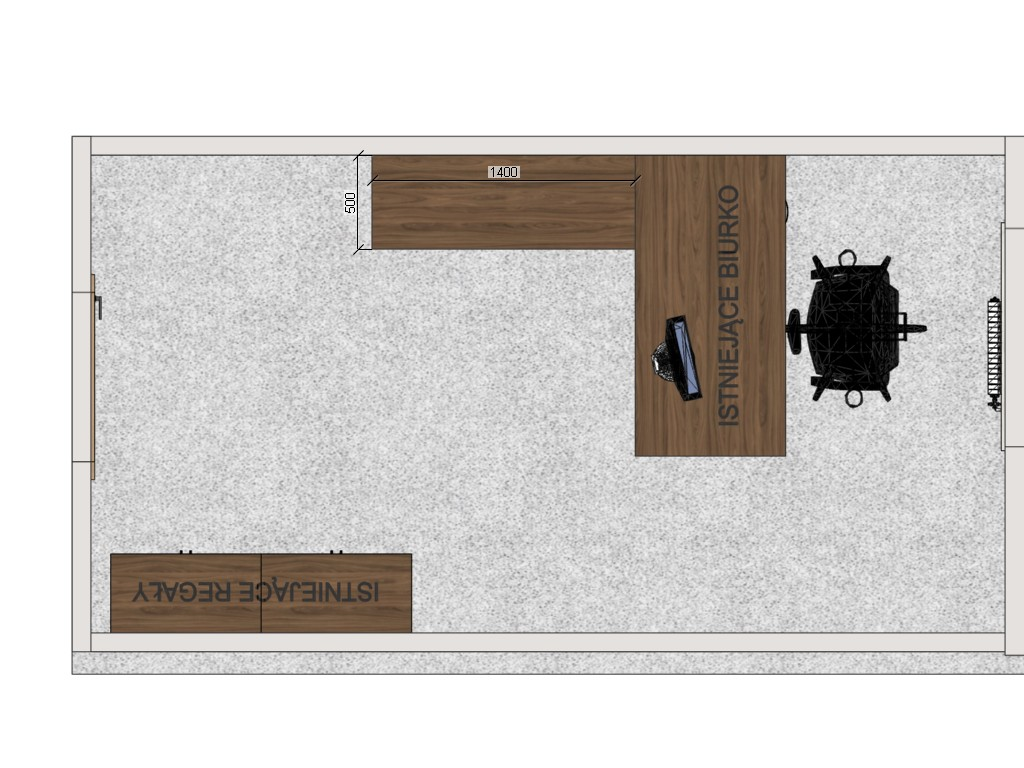 1400
500
ISTNIEJĄCE BIURKO
ISTNIEJĄCE REGAŁY